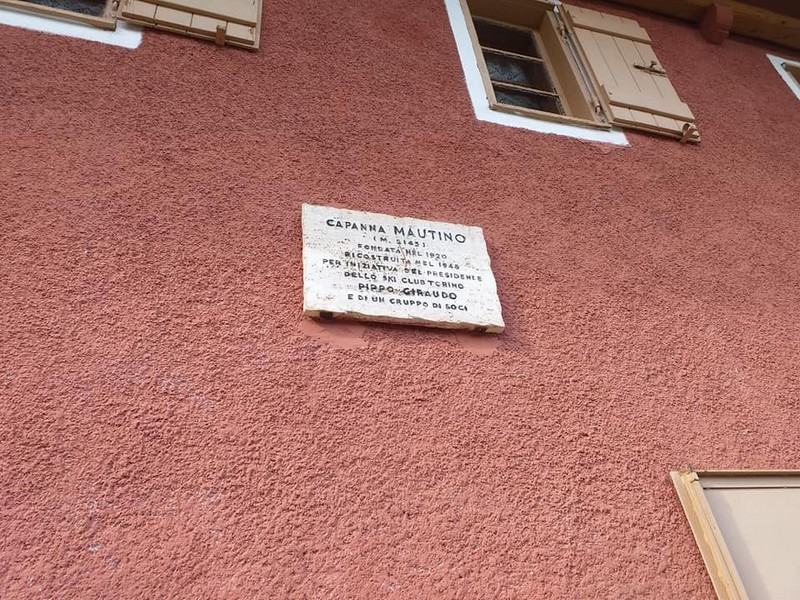 CAPANNA MAUTINO
(M. 2145)
FONDATA NEL 1920
RICOSTRUITA NEL 1948
PER INIZIATIVA DEL PRESIDENTE
DELLO SKI CLUB TORINO
PIPPO GIRAUDO
E DI UN GRUPPO DI SOCI